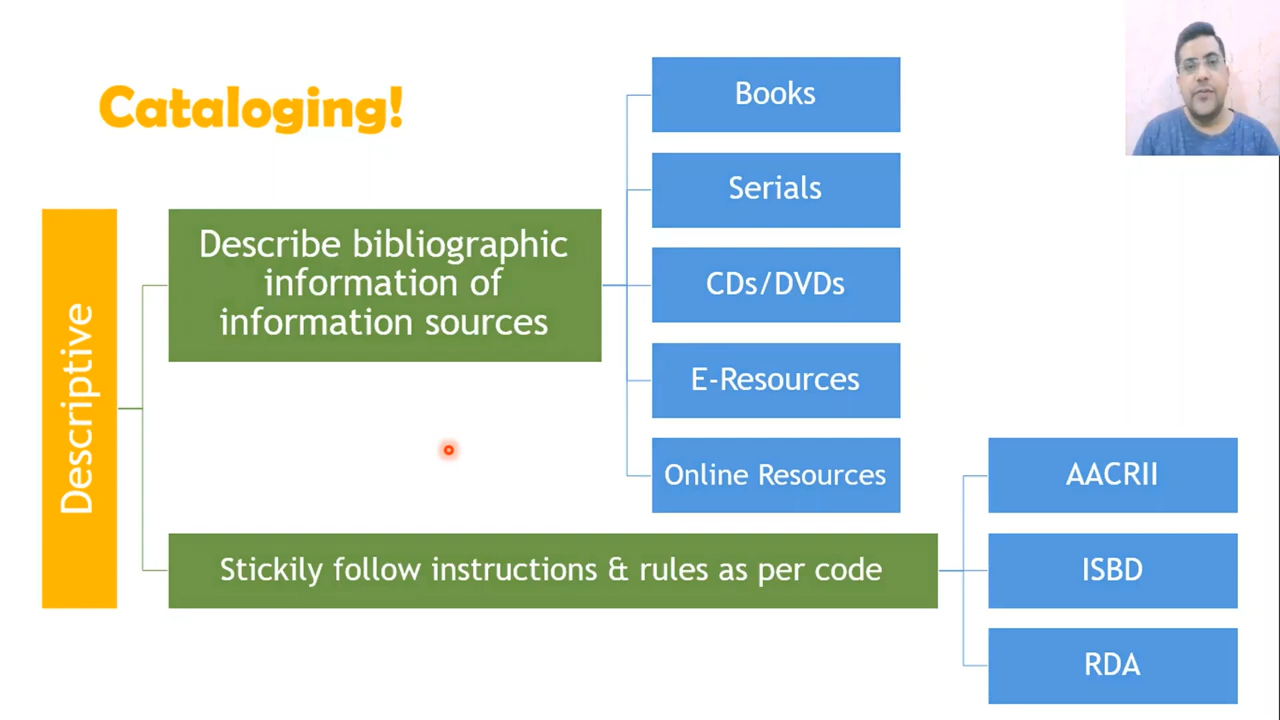 Cataloging!
Descriptive
Describe bibliographic
information of
information sources
Books
Serials
CDs/DVDs
E-Resources
Online Resources
Stickily follow instructions & rules as per code
AACRII
ISBD
RDA